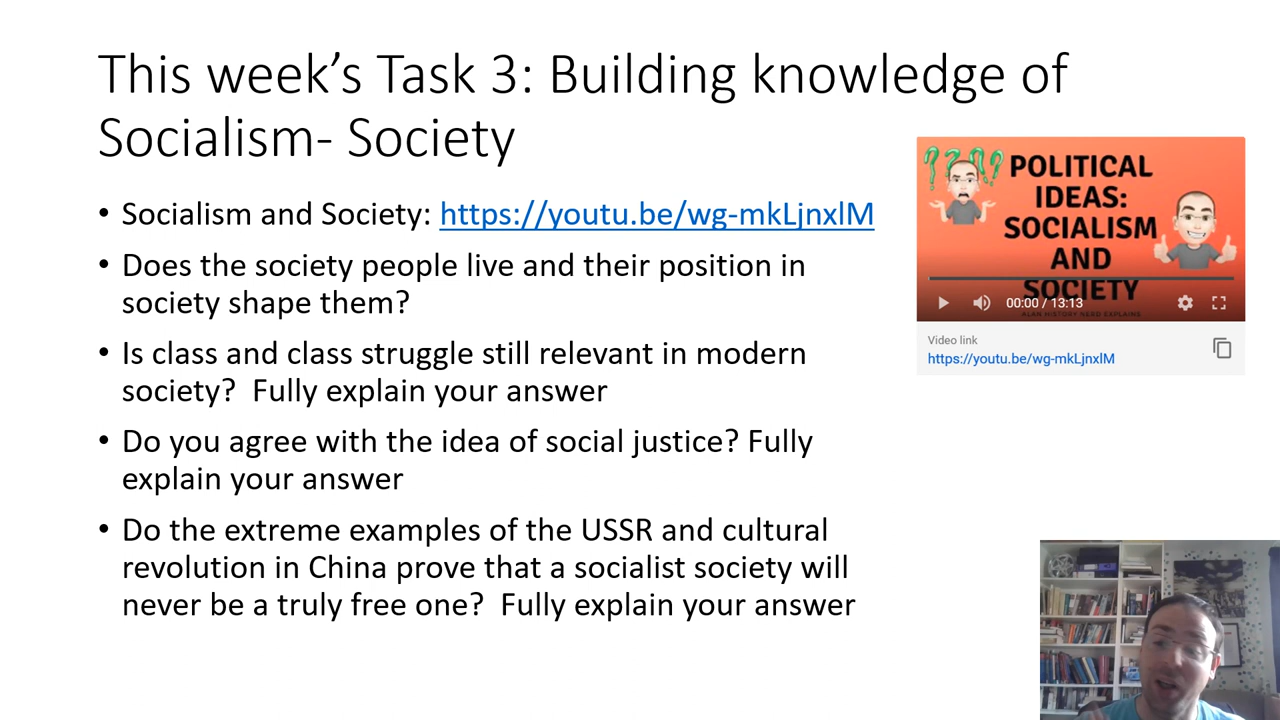 This week's Task 3: Building knowledge of
Socialism- Society
• Socialism and Society: https://youtu.be/wg-mkLjnxlM
• Does the society people live and their position in
society shape them?
• Is class and class struggle still relevant in modern
society?  Fully explain your answer
• Do you agree with the idea of social justice? Fully
explain your answer
• Do the extreme examples of the USSR and cultural
revolution in China prove that a socialist society will
never be a truly free one?  Fully explain your answer
????
POLITICAL
IDEAS:
SOCIALISM
AND
SOCIETY
ALAN HISTORY NERD EXPLAINS
00:00 / 13:13
Video link
https://youtu.be/wg-mkLjnxlM